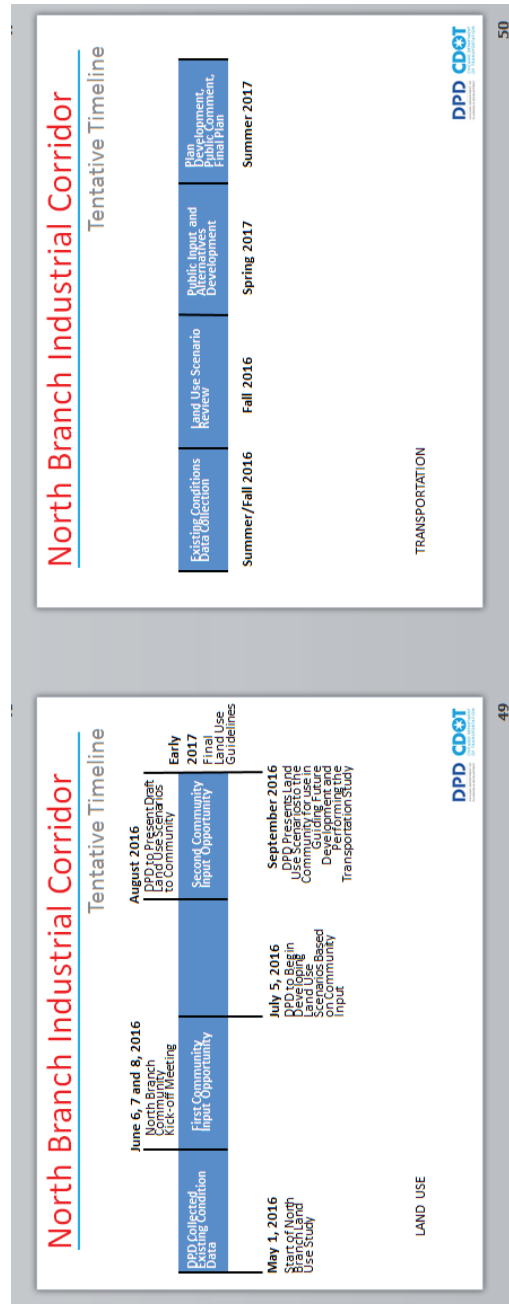 North Branch Industrial Corridor
Tentative Timeline
June 6, 7 and 8, 2016
North Branch
Community
Kick-off Meeting
August 2016
DPD to Present Draft
Land Use Scenarios
to Community
Early
2017
Final
Land Use
Guidelines
DPD Collected
Existing Condition
Data
First Community
Input Opportunity
Second Community
Input Opportunity
May 1, 2016
Start of North
Branch Land
Use Study
July 5, 2016
DPD to Begin
Developing
Land Use
Scenarios Based
on Community
Input
September 2016
DPD Presents Land
Use Scenarios to the
Community for use in
Guiding Future
Development and
Performing the
Transportation Study
LAND USE
DPD CDOT
49
North Branch Industrial Corridor
Tentative Timeline
Existing Conditions
Data Collection
Land Use Scenario
Review
Public Input and
Alternatives
Development
Plan
Development,
Public Comment,
Final Plan
Summer/Fall 2016
Fall 2016
Spring 2017
Summer 2017
TRANSPORTATION
DPD CDOT
50